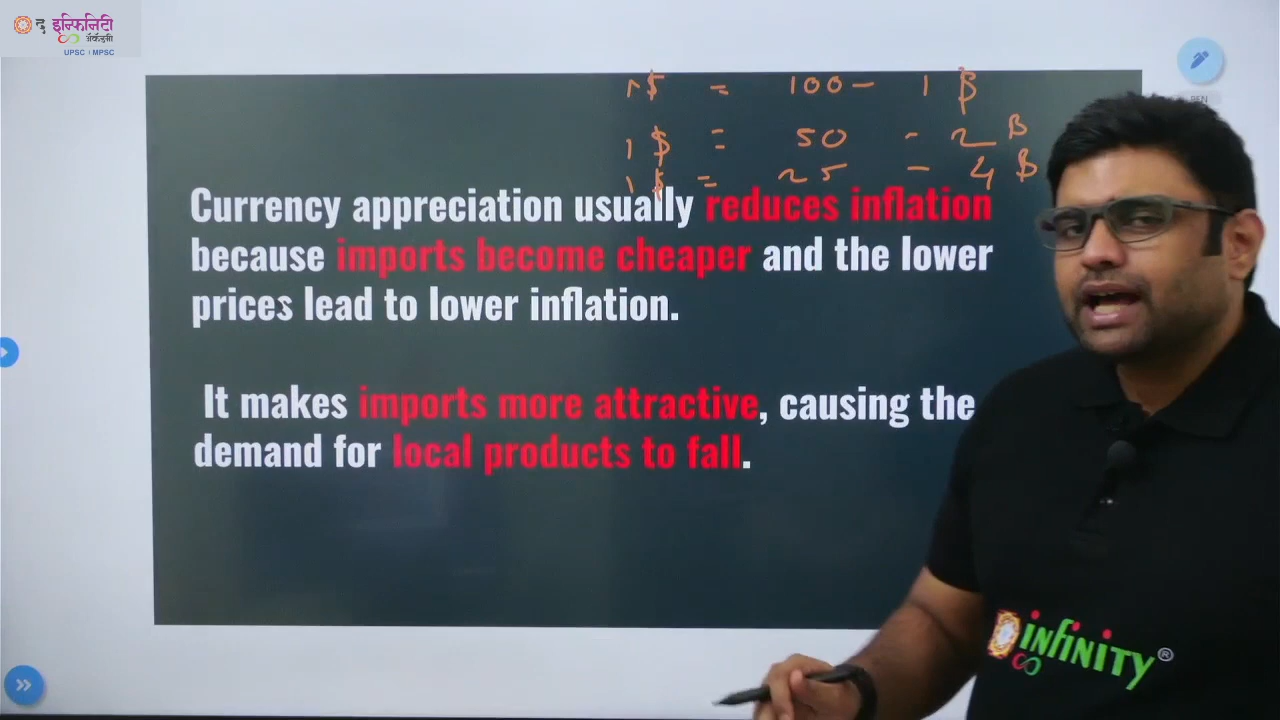 द इन्फिनिटी
अ‍ॅकॅडमी
UPSC | MPSC
1$ = 100 - 1 B
1$ = 50 - 2 B
1$ = 25 - 4 B
PEN
Currency appreciation usually reduces inflation
because imports become cheaper and the lower
prices lead to lower inflation.
It makes imports more attractive, causing the
demand for local products to fall.
INFINITY ®